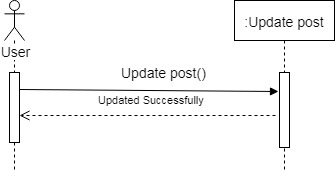 :Update post
User
Update post()
Updated Successfully